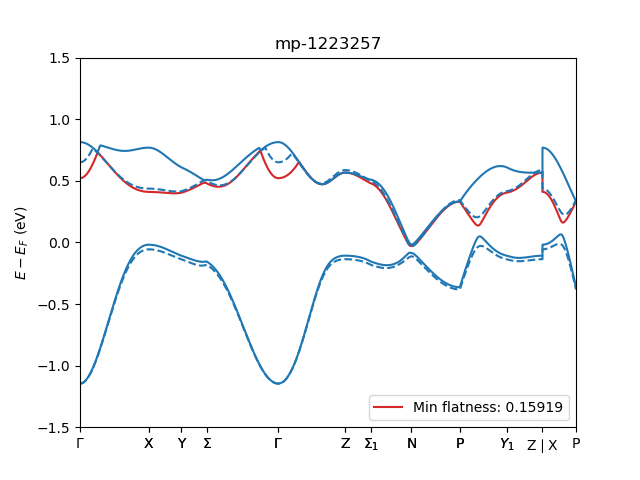 mp-1223257
E − E_F (eV)
1.5
1.0
0.5
0.0
−0.5
−1.0
−1.5
Min flatness: 0.15919
Γ X Y Σ Γ Z Σ₁ N P Y₁ Z | X P